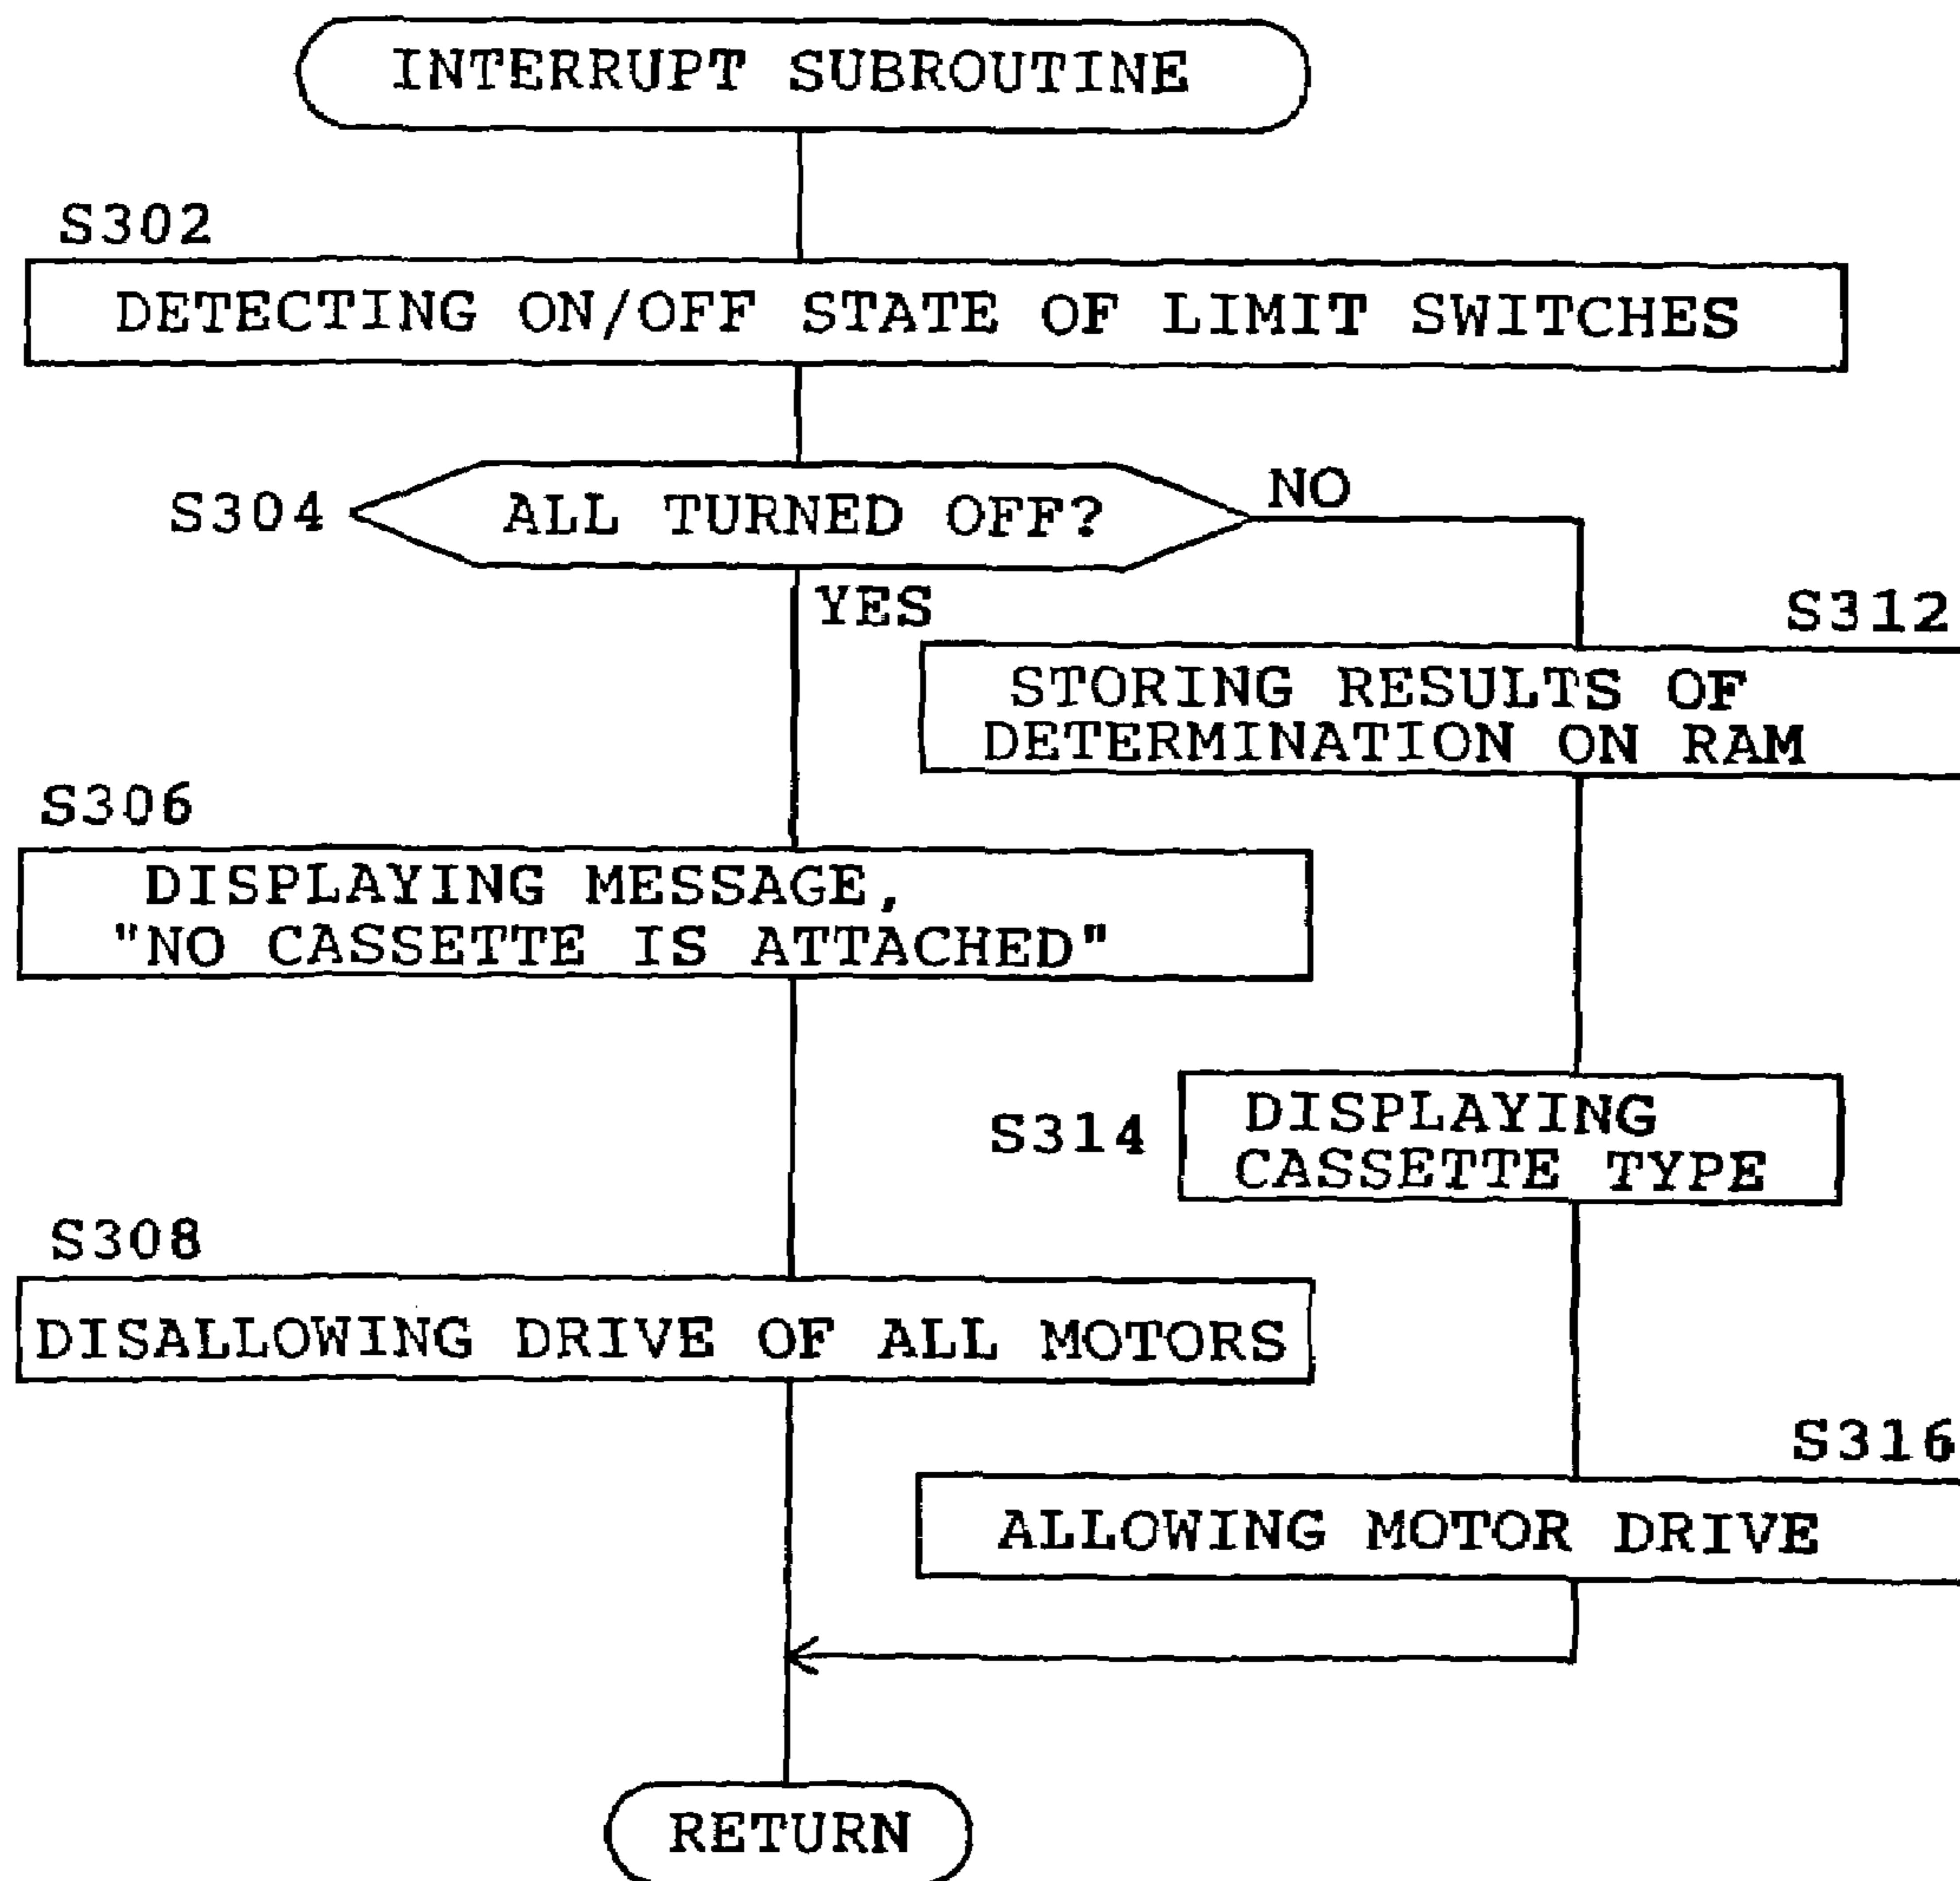 INTERRUPT SUBROUTINE
S302
DETECTING ON/OFF STATE OF LIMIT SWITCHES
S304
ALL TURNED OFF?
NO
YES
S312
STORING RESULTS OF
DETERMINATION ON RAM
S306
DISPLAYING MESSAGE,
"NO CASSETTE IS ATTACHED"
S314
DISPLAYING
CASSETTE TYPE
S308
DISALLOWING DRIVE OF ALL MOTORS
S316
ALLOWING MOTOR DRIVE
RETURN